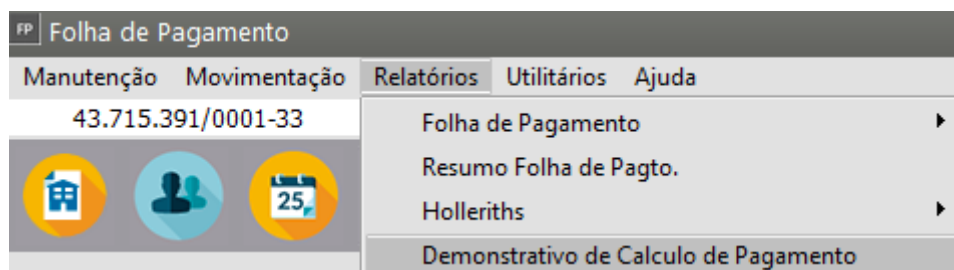 FP Folha de Pagamento
Manutenção Movimentação Relatórios Utilitários Ajuda
43.715.391/0001-33
Folha de Pagamento
Resumo Folha de Pagto.
25
Holleriths
Demonstrativo de Calculo de Pagamento